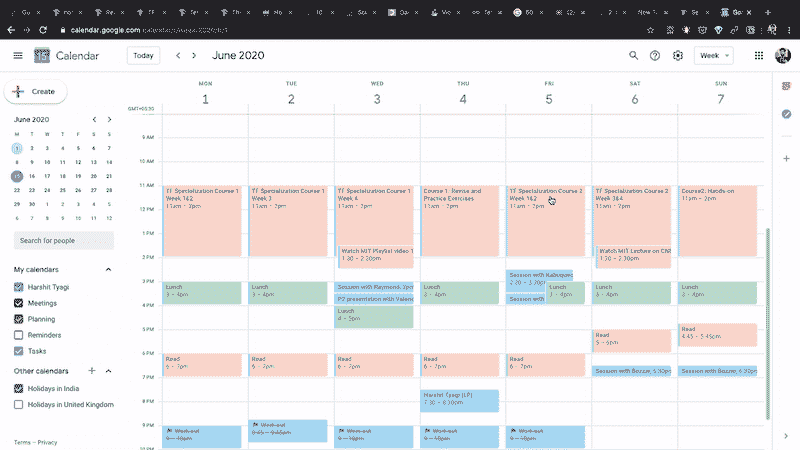 calendar.google.com
Calendar
Today
June 2020
Week
Create
June 2020
M T W T F S S
1 2 3 4 5 6 7
8 9 10 11 12 13 14
15 16 17 18 19 20 21
22 23 24 25 26 27 28
29 30 1 2 3 4 5
6 7 8 9 10 11 12
Search for people
My calendars
Harshit Tyagi
Meetings
Planning
Reminders
Tasks
Other calendars
Holidays in India
Holidays in United Kingdom
Terms – Privacy
MON TUE WED THU FRI SAT SUN
1 2 3 4 5 6 7
GMT+05:30
9 AM
10 AM
11 AM
12 PM
1 PM
2 PM
3 PM
4 PM
5 PM
6 PM
7 PM
8 PM
9 PM
TF Specialization Course 1
Week 1&2
11am – 2pm
TF Specialization Course 1
Week 3
11am – 2pm
TF Specialization Course 1
Week 4
11am – 2pm
Course 1: Revise and
Practice Exercises
11am – 2pm
TF Specialization Course 2
Week 1&2
11am – 2pm
TF Specialization Course 2
Week 3&4
11am – 2pm
Course2: Hands-on
11am – 2pm
Watch MIT Playlist video 1
1:30 – 2:30pm
Watch MIT Lecture on CNN
1:30 – 2:30pm
Lunch
3 – 4pm
Lunch
3 – 4pm
Session with Raymond, 3pm
P2 presentation with
Lunch
4 – 5pm
Lunch
3 – 4pm
Session with
2:30 – 3:30pm
Lunch
3 – 4pm
Session with
Lunch
3 – 4pm
Lunch
3 – 4pm
Read
6 – 7pm
Read
6 – 7pm
Read
6 – 7pm
Read
6 – 7pm
Read
6 – 7pm
Read
5 – 6pm
Read
4:45 – 5:45pm
Session with
Session with
Harshit Tyagi (LP)
7:30 – 8:30pm
Work out
9 – 10pm
Work out
8:45 – 9:45pm
Work out
9 – 10pm
Work out
9 – 10pm
Work out
9 – 10pm